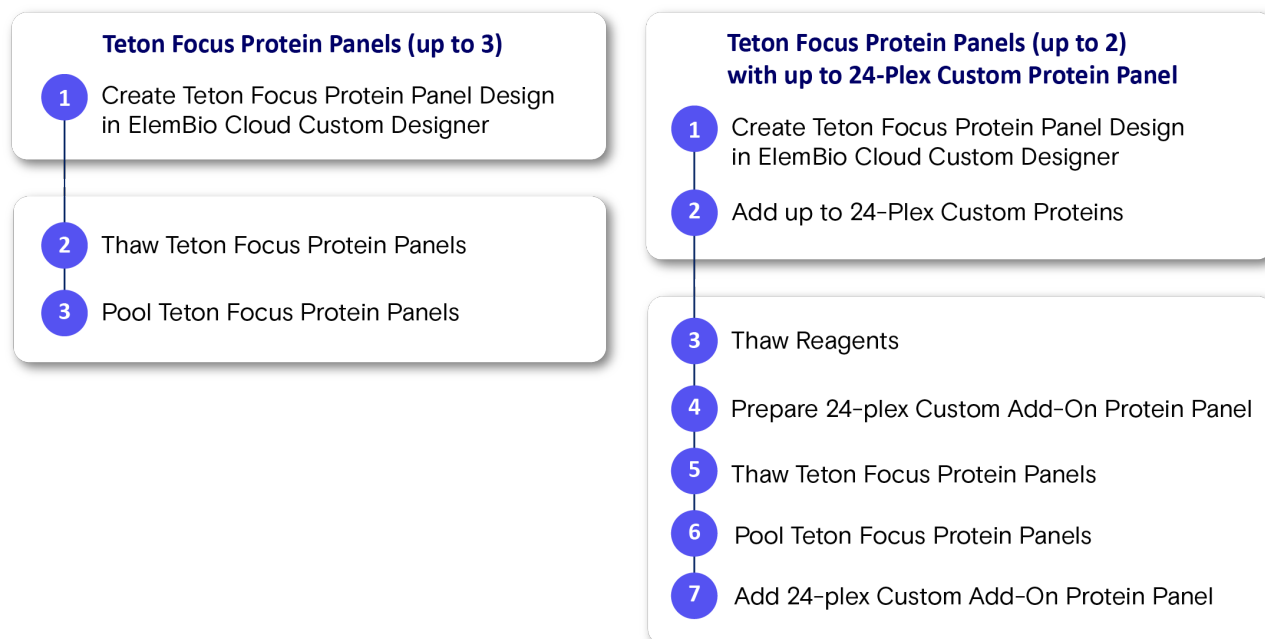 Teton Focus Protein Panels (up to 3)
1
Create Teton Focus Protein Panel Design
in ElemBio Cloud Custom Designer
2
Thaw Teton Focus Protein Panels
3
Pool Teton Focus Protein Panels
Teton Focus Protein Panels (up to 2)
with up to 24-Plex Custom Protein Panel
1
Create Teton Focus Protein Panel Design
in ElemBio Cloud Custom Designer
2
Add up to 24-Plex Custom Proteins
3
Thaw Reagents
4
Prepare 24-plex Custom Add-On Protein Panel
5
Thaw Teton Focus Protein Panels
6
Pool Teton Focus Protein Panels
7
Add 24-plex Custom Add-On Protein Panel